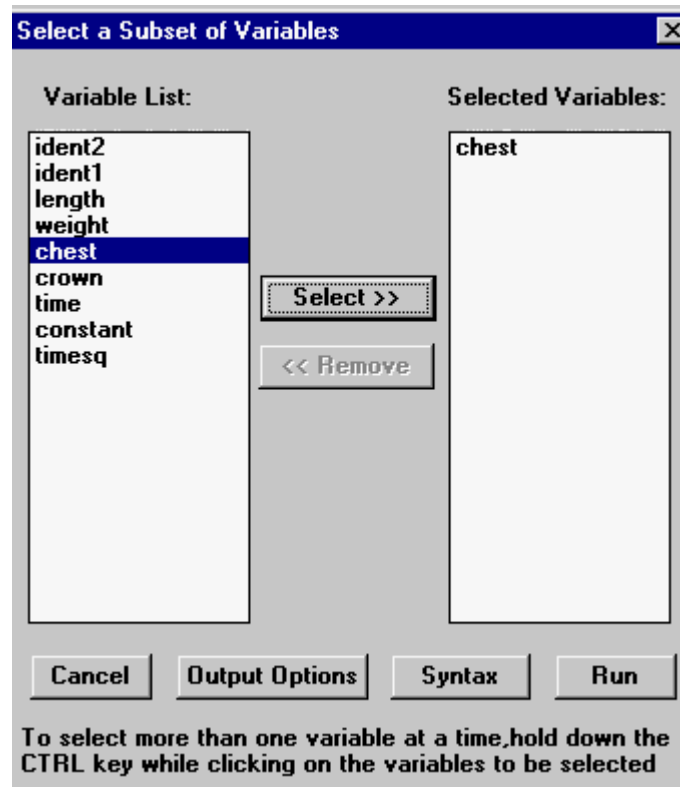 Select a Subset of Variables
Variable List:
Selected Variables:
ident2
ident1
length
weight
chest
crown
time
constant
timesq
chest
Select >>
<< Remove
Cancel
Output Options
Syntax
Run
To select more than one variable at a time,hold down the
CTRL key while clicking on the variables to be selected